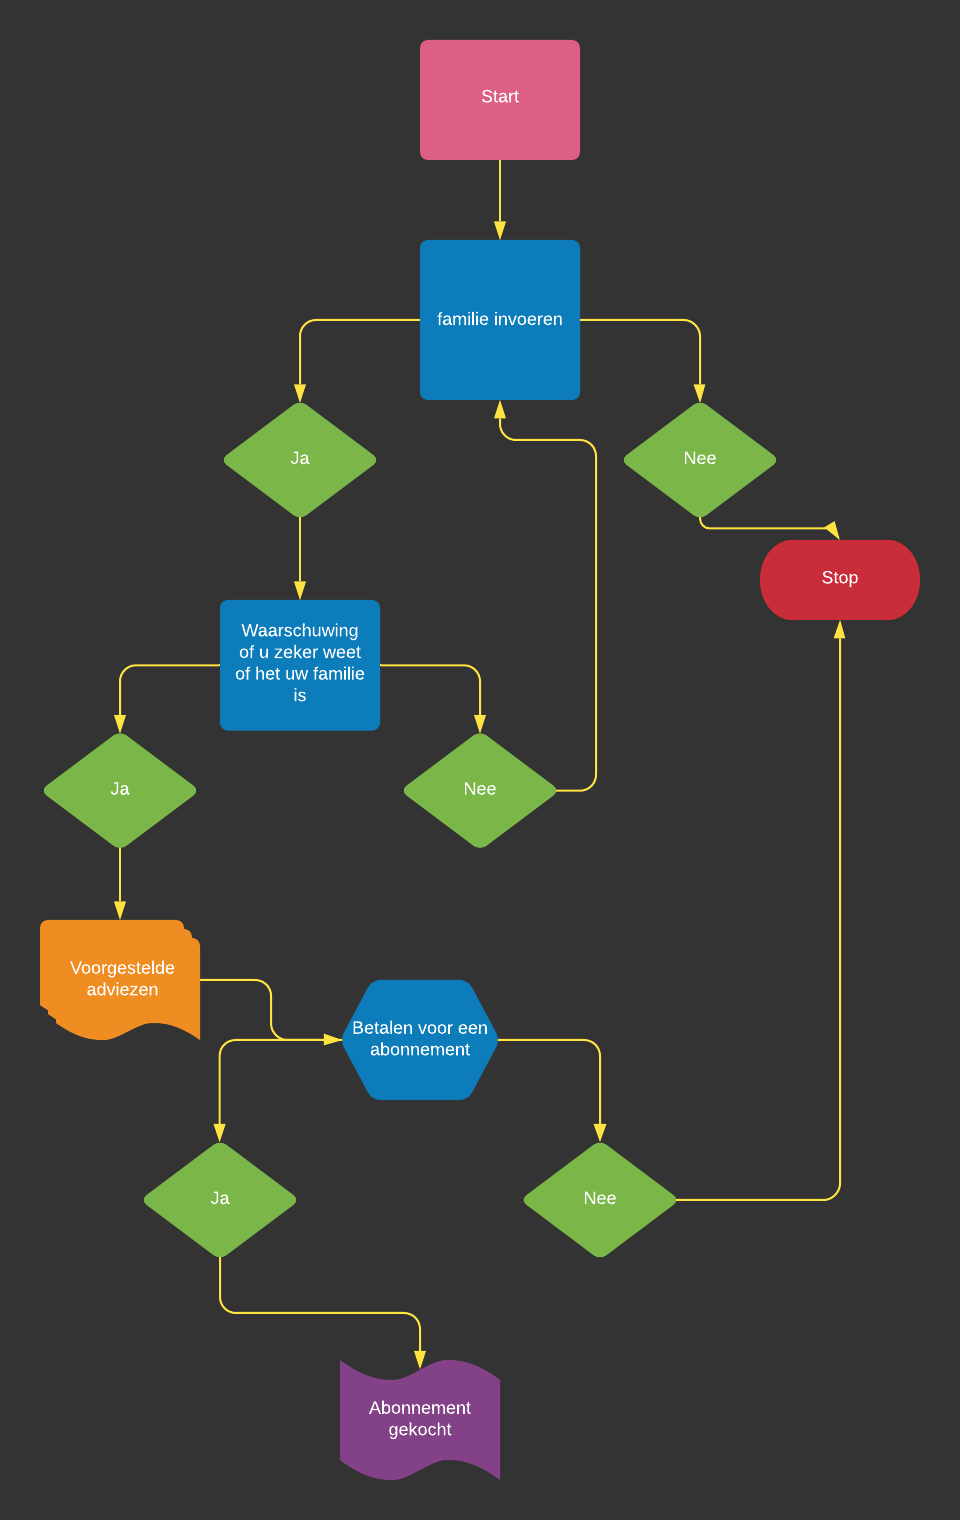 Start
familie invoeren
Ja
Nee
Stop
Waarschuwing
of u zeker weet
of het uw familie
is
Ja
Nee
Voorgestelde
adviezen
Betalen voor een
abonnement
Ja
Nee
Abonnement
gekocht